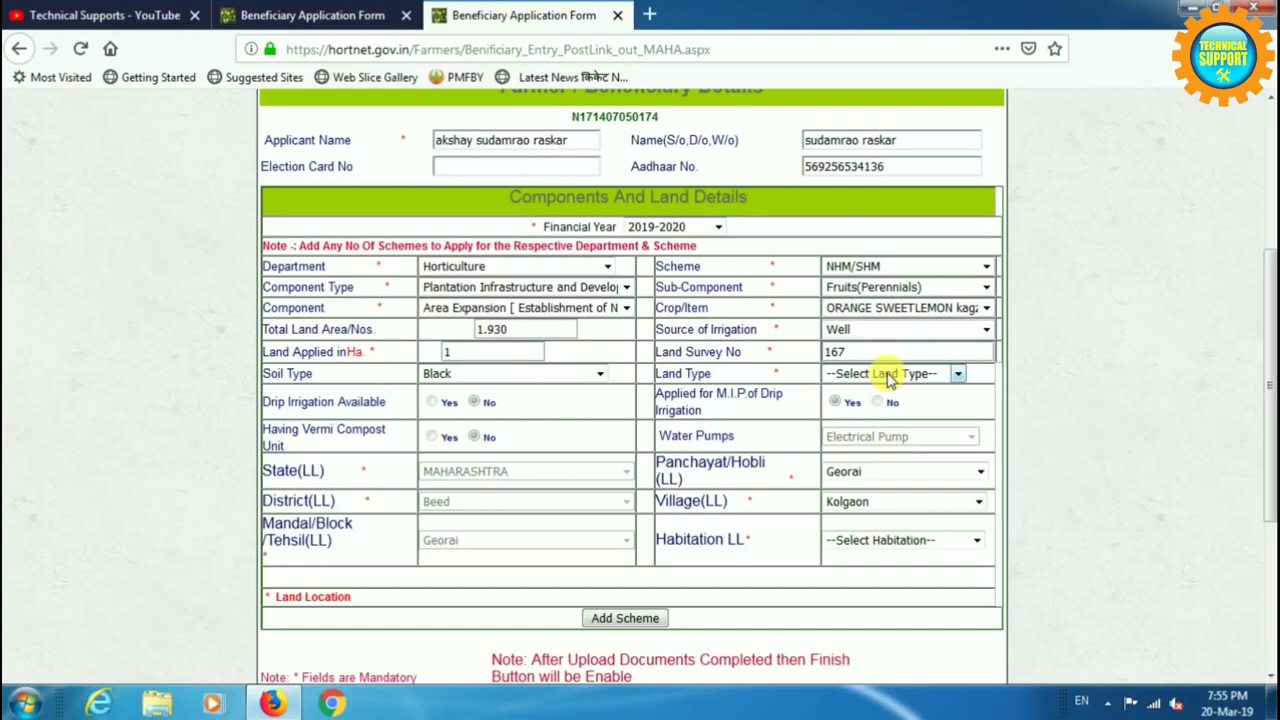 Technical Supports - YouTube
Beneficiary Application Form
Beneficiary Application Form
https://hortnet.gov.in/Farmers/Benificiary_Entry_PostLink_out_MAHA.aspx
TECHNICAL
SUPPORT
Most Visited Getting Started Suggested Sites Web Slice Gallery PMFBY Latest News क्रिकेट N...
Farmer / Beneficiary Details
N171407050174
Applicant Name * akshay sudamrao raskar Name(S/o,D/o,W/o) sudamrao raskar
Election Card No Aadhaar No. 569256534136
Components And Land Details
* Financial Year 2019-2020
Note -: Add Any No Of Schemes to Apply for the Respective Department & Scheme
Department * Horticulture Scheme * NHM/SHM
Component Type * Plantation Infrastructure and Develo Sub-Component * Fruits(Perennials)
Component * Area Expansion [ Establishment of N Crop/Item * ORANGE SWEETLEMON kagz
Total Land Area/Nos. 1.930 Source of Irrigation * Well
Land Applied inHa. * 1 Land Survey No * 167
Soil Type Black Land Type * --Select Land Type--
Drip Irrigation Available Yes No Applied for M.I.P.of Drip
Irrigation Yes No
Having Vermi Compost
Unit Yes No Water Pumps Electrical Pump
State(LL) * MAHARASHTRA Panchayat/Hobli
(LL) * Georai
District(LL) * Beed Village(LL) * Kolgaon
Mandal/Block
/Tehsil(LL)
* Georai Habitation LL* --Select Habitation--
* Land Location
Add Scheme
Note: After Upload Documents Completed then Finish
Button will be Enable
Note: * Fields are Mandatory
EN 7:55 PM
20-Mar-19